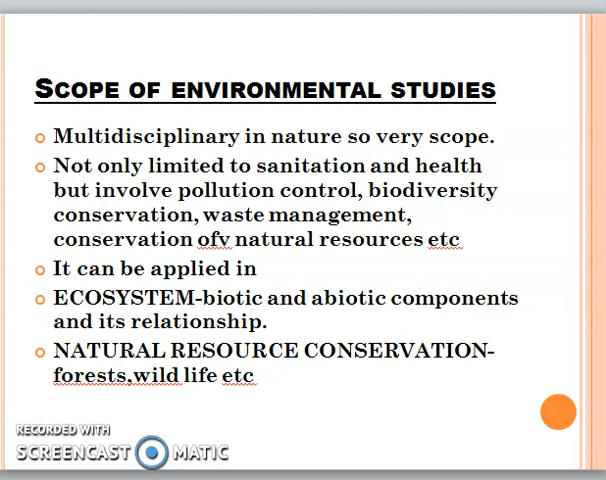 SCOPE OF ENVIRONMENTAL STUDIES
Multidisciplinary in nature so very scope.
Not only limited to sanitation and health
but involve pollution control, biodiversity
conservation, waste management,
conservation ofv natural resources etc
It can be applied in
ECOSYSTEM-biotic and abiotic components
and its relationship.
NATURAL RESOURCE CONSERVATION-
forests,wild life etc
RECORDED WITH
SCREENCAST MATIC